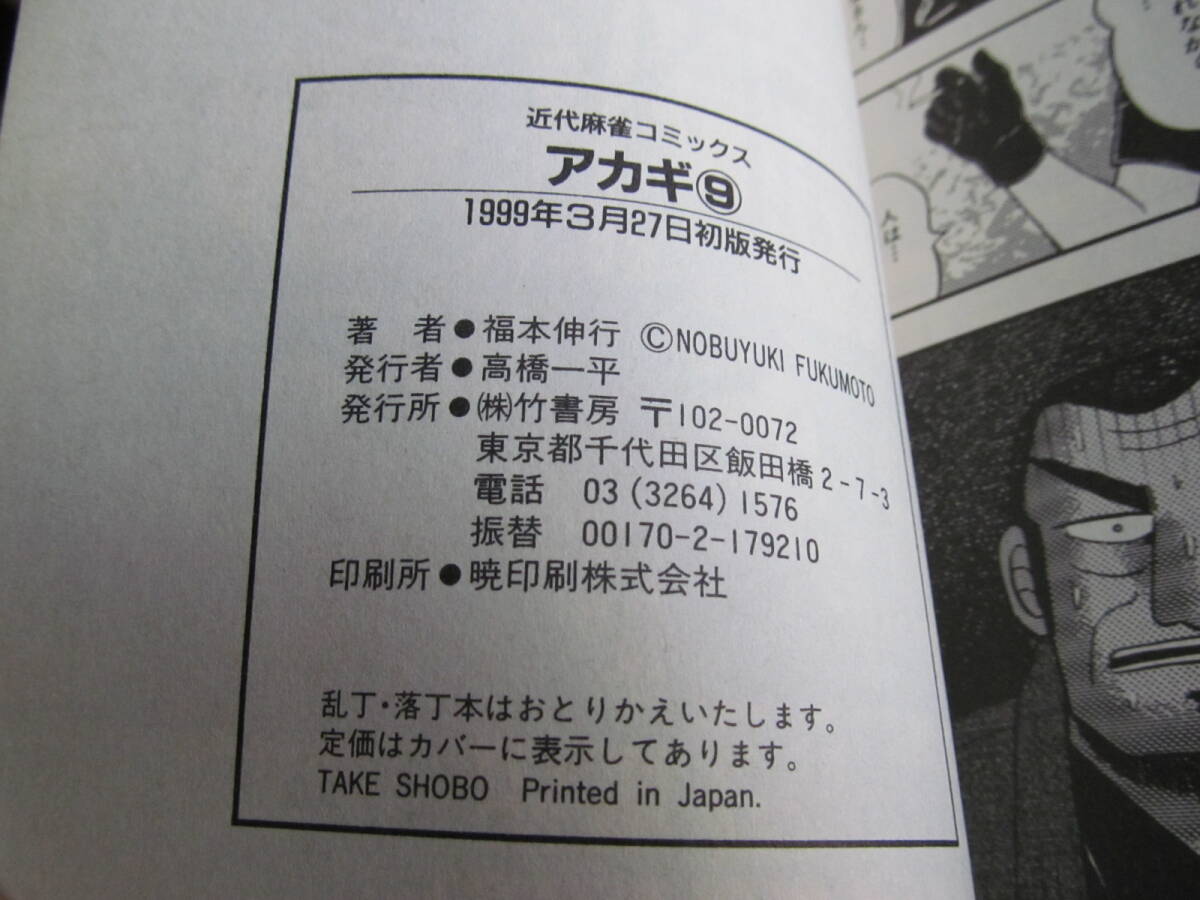 近代麻雀コミックス
アカギ⑨
1999年3月27日初版発行
著 者●福本伸行 ©NOBUYUKI FUKUMOTO
発行者●高橋一平
発行所●㈱竹書房 〒102-0072
東京都千代田区飯田橋2-7-3
電話 03(3264)1576
振替 00170-2-179210
印刷所●暁印刷株式会社
乱丁・落丁本はおとりかえいたします。
定価はカバーに表示してあります。
TAKE SHOBO Printed in Japan.
人は…